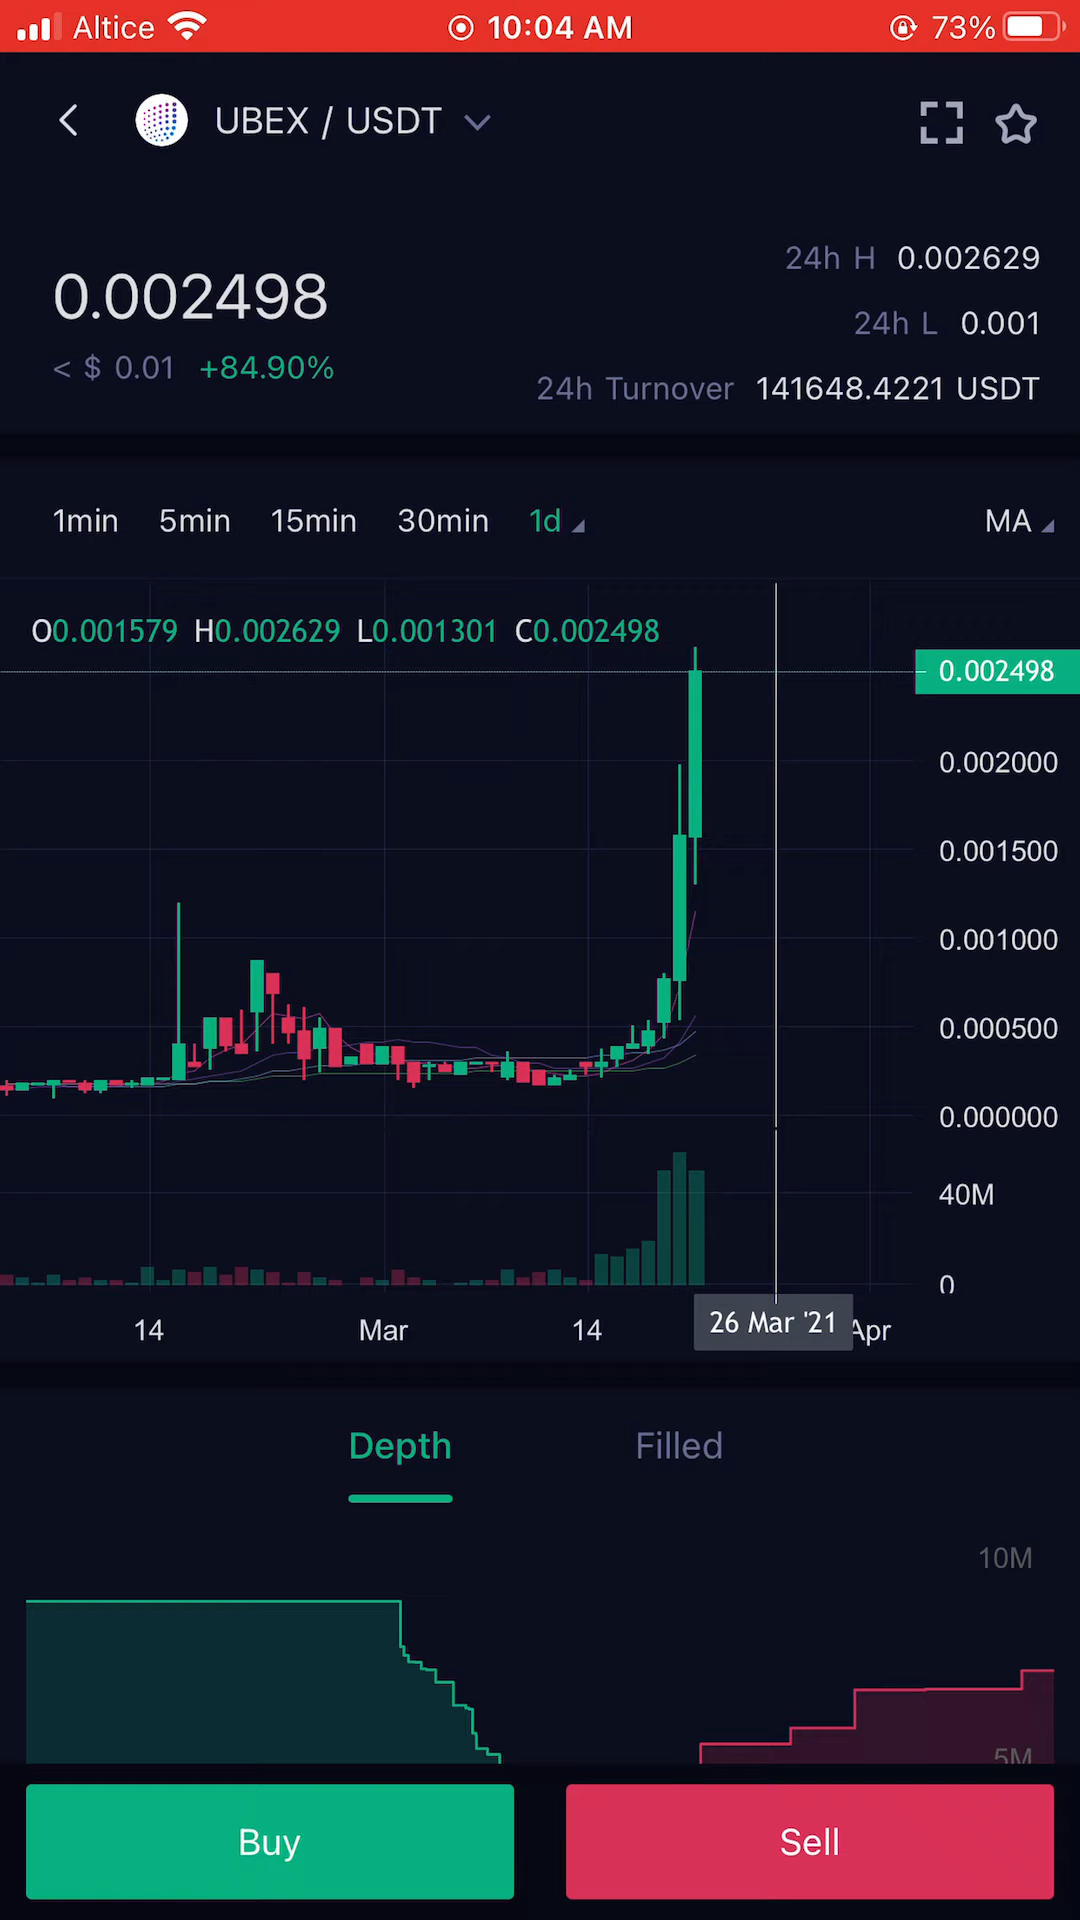 Altice 10:04 AM 73%
UBEX / USDT
24h H 0.002629
0.002498
24h L 0.001
< $ 0.01 +84.90%
24h Turnover 141648.4221 USDT
1min 5min 15min 30min 1d MA
O0.001579 H0.002629 L0.001301 C0.002498
0.002498
0.002000
0.001500
0.001000
0.000500
0.000000
40M
0
14 Mar 14 26 Mar '21 Apr
Depth Filled
10M
5M
Buy Sell